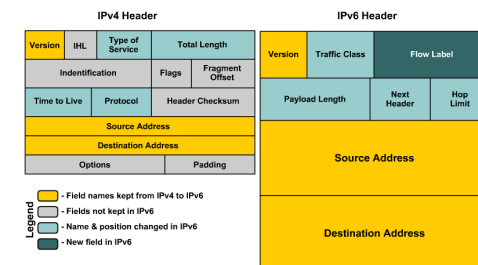 IPv4 Header
Version IHL Type of Service Total Length
Indentification Flags Fragment Offset
Time to Live Protocol Header Checksum
Source Address
Destination Address
Options Padding
Legend
- Field names kept from IPv4 to IPv6
- Fields not kept in IPv6
- Name & position changed in IPv6
- New field in IPv6
IPv6 Header
Version Traffic Class Flow Label
Payload Length Next Header Hop Limit
Source Address
Destination Address